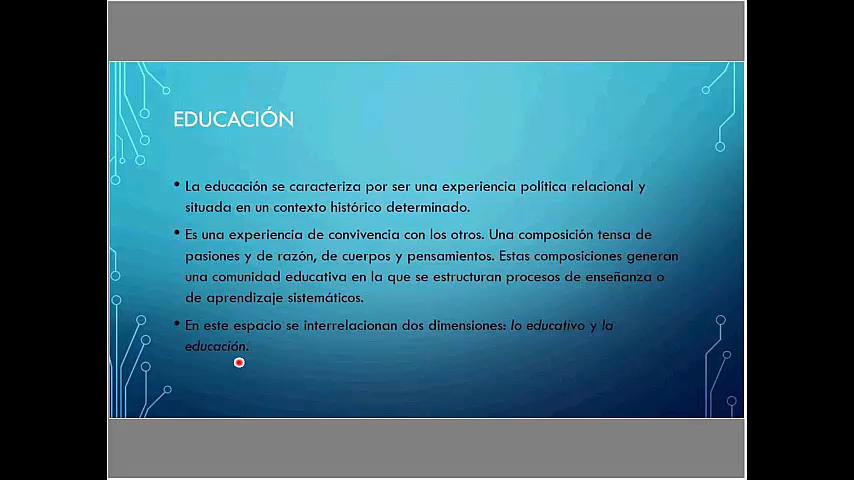 EDUCACIÓN
• La educación se caracteriza por ser una experiencia política relacional y
situada en un contexto histórico determinado.
• Es una experiencia de convivencia con los otros. Una composición tensa de
pasiones y de razón, de cuerpos y pensamientos. Estas composiciones generan
una comunidad educativa en la que se estructuran procesos de enseñanza o
de aprendizaje sistemáticos.
• En este espacio se interrelacionan dos dimensiones: lo educativo y la
educación.